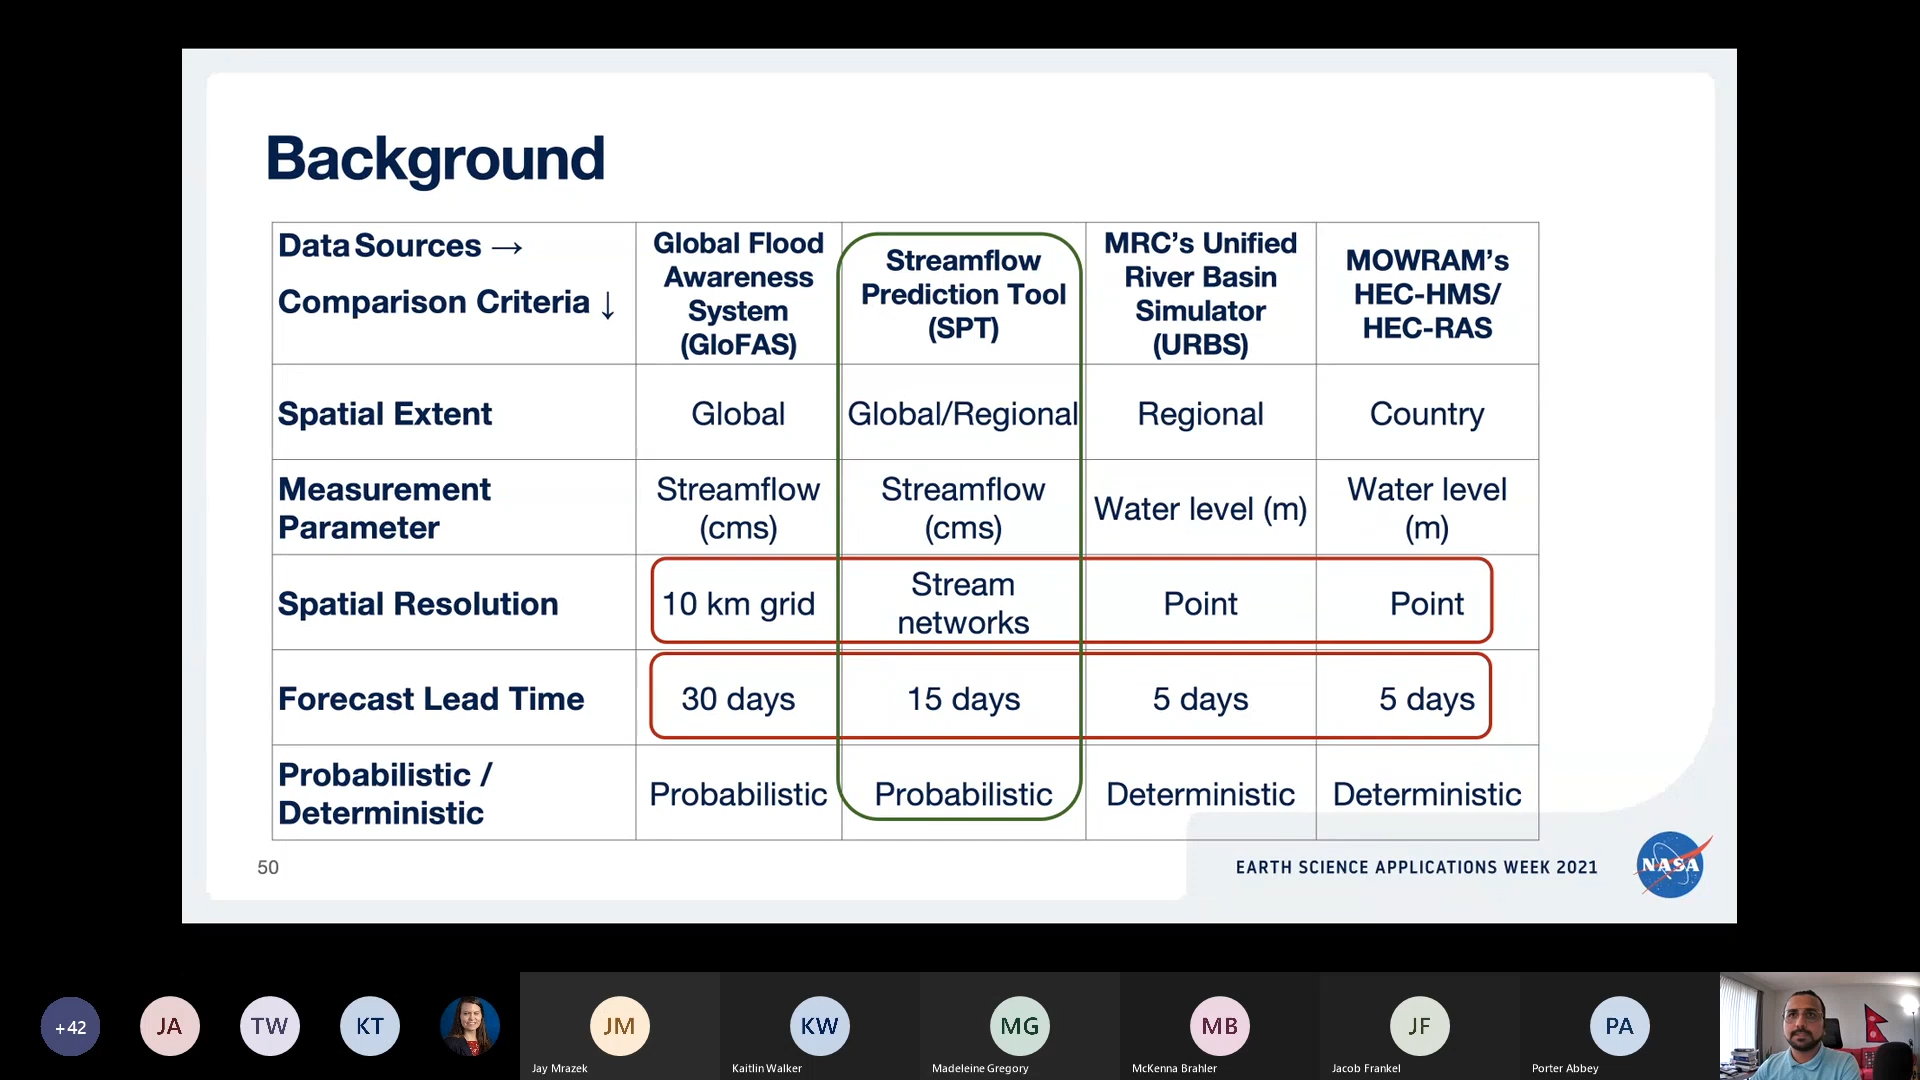 Background
Data Sources →
Comparison Criteria ↓
Global Flood
Awareness
System
(GloFAS)
Streamflow
Prediction Tool
(SPT)
MRC’s Unified
River Basin
Simulator
(URBS)
MOWRAM’s
HEC-HMS/
HEC-RAS
Spatial Extent
Global
Global/Regional
Regional
Country
Measurement
Parameter
Streamflow
(cms)
Streamflow
(cms)
Water level (m)
Water level
(m)
Spatial Resolution
10 km grid
Stream
networks
Point
Point
Forecast Lead Time
30 days
15 days
5 days
5 days
Probabilistic /
Deterministic
Probabilistic
Probabilistic
Deterministic
Deterministic
50
EARTH SCIENCE APPLICATIONS WEEK 2021
NASA
+42
JA
TW
KT
JM
Jay Mrazek
KW
Kaitlin Walker
MG
Madeleine Gregory
MB
McKenna Brahler
JF
Jacob Frankel
PA
Porter Abbey